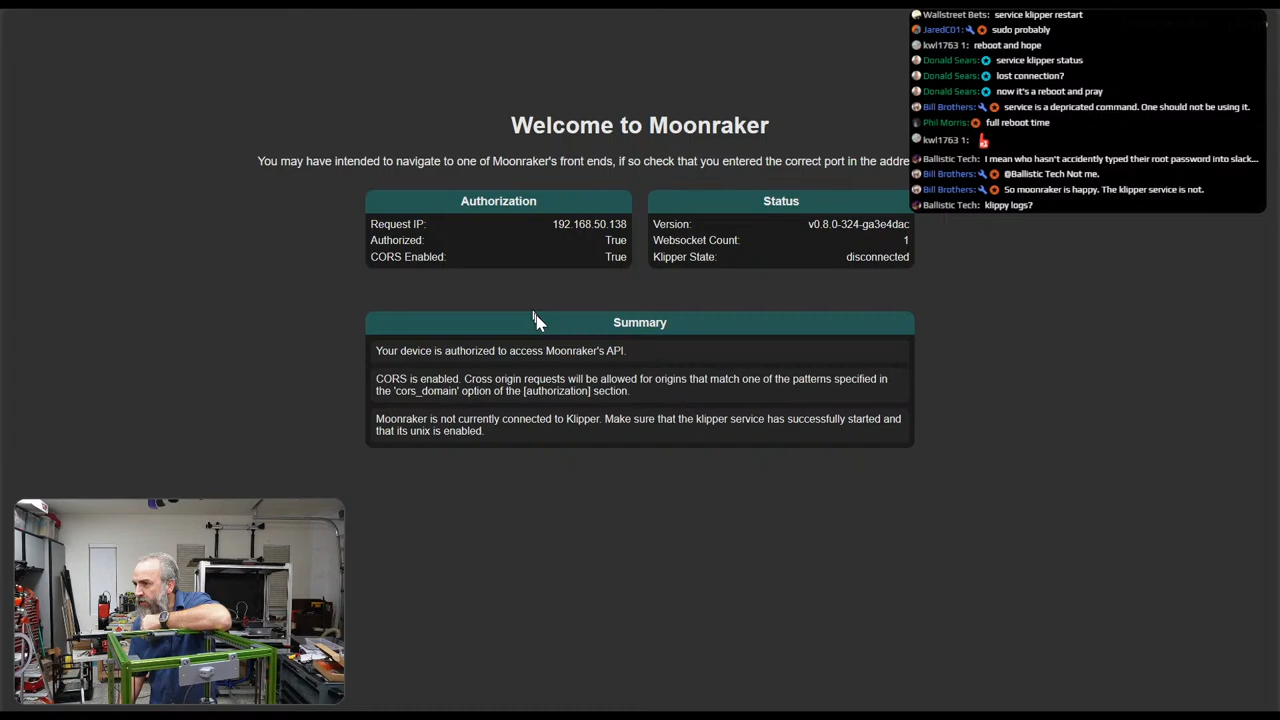 Wallstreet Bets: service klipper restart
JaredC01: sudo probably
kwl1763 1: reboot and hope
Donald Sears: service klipper status
Donald Sears: lost connection?
Donald Sears: now it's a reboot and pray
Bill Brothers: service is a depricated command. One should not be using it.
Phil Morris: full reboot time
kwl1763 1:
Ballistic Tech: I mean who hasn't accidently typed their root password into slack...
Bill Brothers: @Ballistic Tech Not me.
Bill Brothers: So moonraker is happy. The klipper service is not.
Ballistic Tech: klippy logs?
Welcome to Moonraker
You may have intended to navigate to one of Moonraker's front ends, if so check that you entered the correct port in the addre
Authorization
Request IP: 192.168.50.138
Authorized: True
CORS Enabled: True
Status
Version: v0.8.0-324-ga3e4dac
Websocket Count: 1
Klipper State: disconnected
Summary
Your device is authorized to access Moonraker's API.
CORS is enabled. Cross origin requests will be allowed for origins that match one of the patterns specified in
the 'cors_domain' option of the [authorization] section.
Moonraker is not currently connected to Klipper. Make sure that the klipper service has successfully started and
that its unix is enabled.